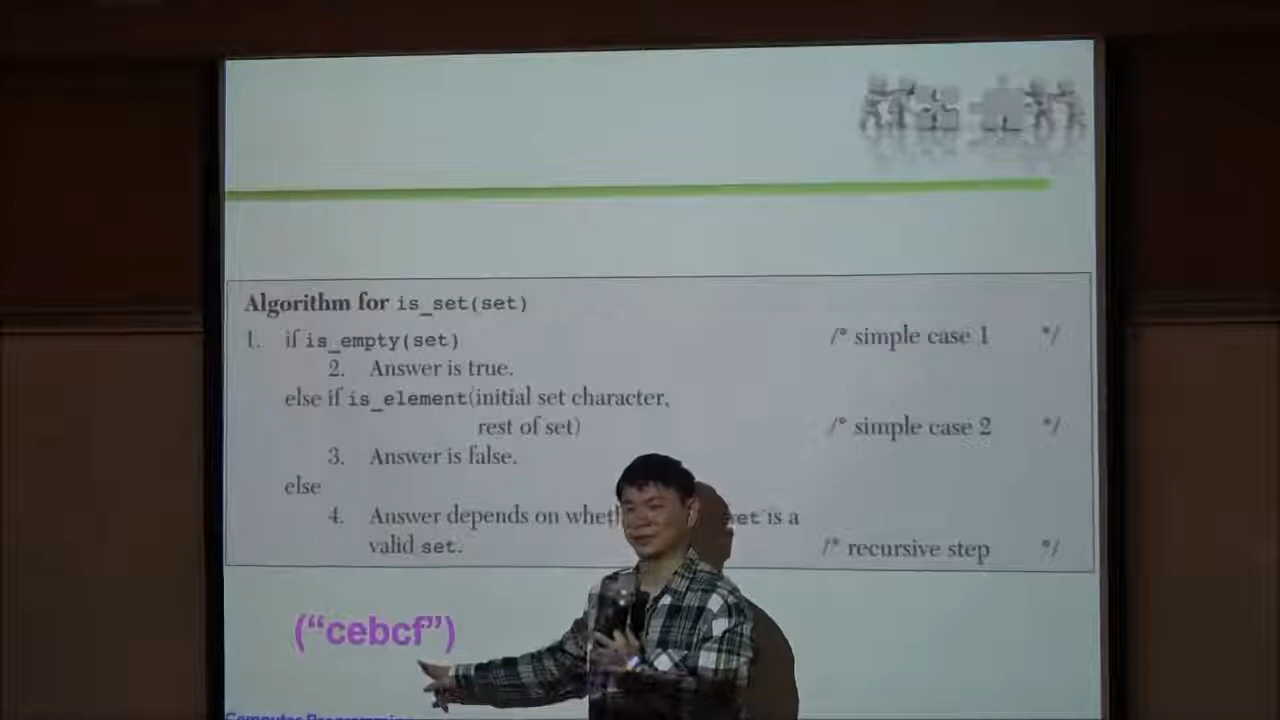 Algorithm for is_set(set)
1. if is_empty(set) /* simple case 1 */
2. Answer is true.
else if is_element(initial set character,
rest of set) /* simple case 2 */
3. Answer is false.
else
4. Answer depends on set is a
valid set. /* recursive step */
("cebcf")
Computer Programming